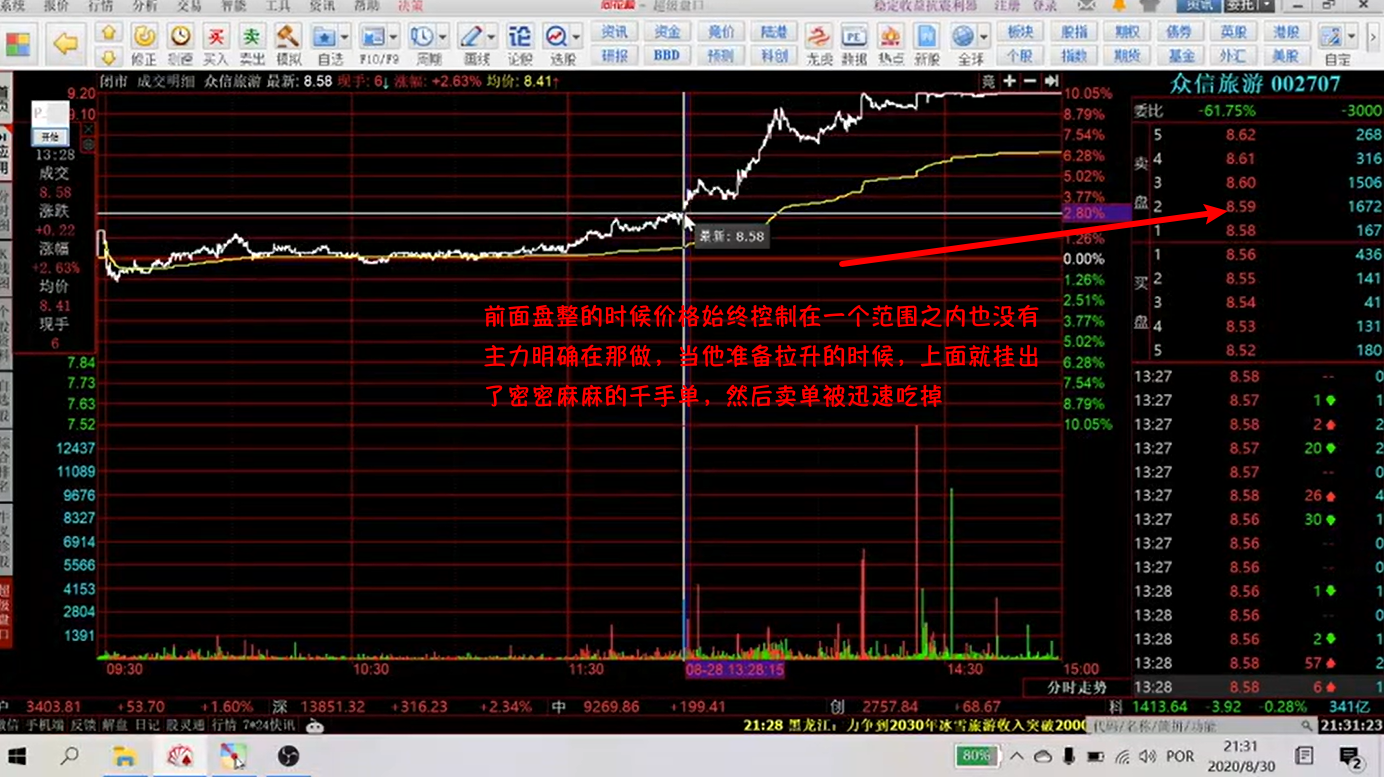 系统 报价 行情 分析 交易 智能 工具 资讯 帮助 决策
同花顺 - 超级盘口
稳定收益抗震利器 注册 登录
资讯 委托
修正 测速 买入 卖出 模拟 自选 F10/F9 周期 画线 论股 选股
买 卖 论
资讯 资金 竞价 陆港
研报 BBD 预测 科创
龙虎 数据 热点 新股 全球
板块 股指 期权 债券 英股 港股
个股 指数 期货 基金 外汇 美股
自定
闭市 成交明细 众信旅游 最新: 8.58 现手: 6↓ 涨幅: +2.63% 均价: 8.41↑
竞
众信旅游 002707
委比 -61.75% -3000
卖盘
5 8.62 268
4 8.61 316
3 8.60 1506
2 8.59 1672
1 8.58 167
买盘
1 8.56 436
2 8.55 141
3 8.54 41
4 8.53 131
5 8.52 180
13:27 8.58 -- 0
13:27 8.57 1 1
13:27 8.58 2 2
13:27 8.57 20 2
13:27 8.57 -- 0
13:27 8.58 26 4
13:27 8.56 30 2
13:27 8.56 -- 0
13:27 8.56 -- 0
13:28 8.56 1 1
13:28 8.56 -- 0
13:28 8.56 2 2
13:28 8.58 57 2
13:28 8.58 6 1
9.20
9.10
开始
13:28
成交
8.58
涨跌
+0.22
涨幅
+2.63%
均价
8.41
现手
6
7.84
7.73
7.63
7.52
12437
11089
9676
8327
6914
5566
4153
2804
1391
10.05%
8.79%
7.54%
6.28%
5.02%
3.77%
2.80%
1.26%
0.00%
1.26%
2.51%
3.77%
5.02%
6.28%
7.54%
8.79%
10.05%
最新: 8.58
前面盘整的时候价格始终控制在一个范围之内也没有
主力明确在那做，当他准备拉升的时候，上面就挂出
了密密麻麻的千手单，然后卖单被迅速吃掉
09:30 10:30 11:30 08-28 13:28:15 14:30 15:00
分时走势
3403.81 +53.70 +1.60% 深 13851.32 +316.23 +2.34% 中 9269.86 +199.41 创 2757.84 +68.67 科 1413.64 -3.92 -0.28% 341亿
微信 手机端 反馈 解盘 日记 股灵通 行情 7*24快讯
21:28 黑龙江：力争到2030年冰雪旅游收入突破2000
代码/名称/简拼/功能
21:31:23
80%
POR
21:31
2020/8/30
2